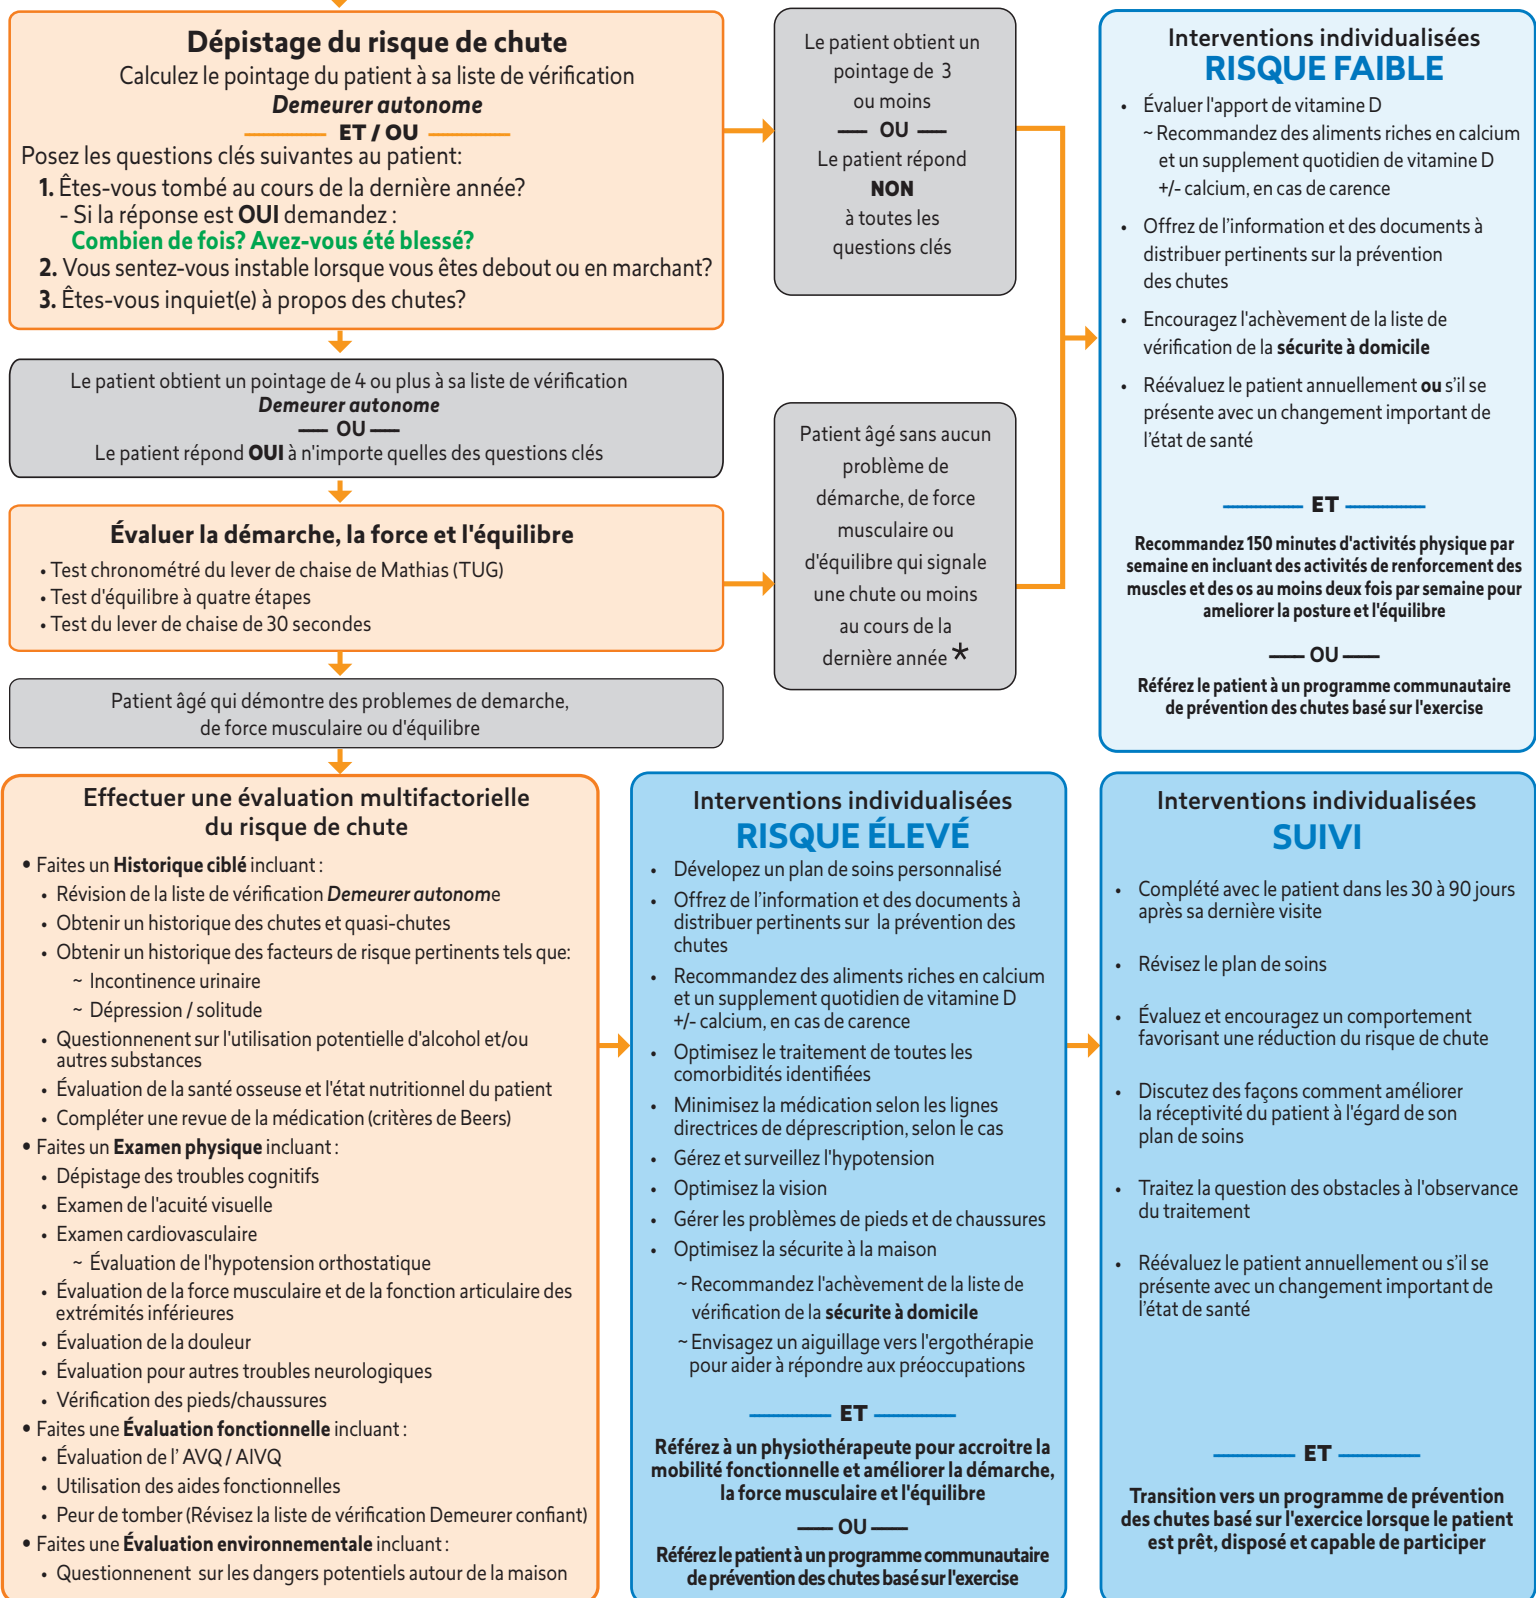 Dépistage du risque de chute
Calculez le pointage du patient à sa liste de vérification
Demeurer autonome
ET / OU
Posez les questions clés suivantes au patient:
1. Êtes-vous tombé au cours de la dernière année?
- Si la réponse est OUI demandez :
Combien de fois? Avez-vous été blessé?
2. Vous sentez-vous instable lorsque vous êtes debout ou en marchant?
3. Êtes-vous inquiet(e) à propos des chutes?
Le patient obtient un
pointage de 3
ou moins
OU
Le patient répond
NON
à toutes les
questions clés
Le patient obtient un pointage de 4 ou plus à sa liste de vérification
Demeurer autonome
OU
Le patient répond OUI à n'importe quelles des questions clés
Évaluer la démarche, la force et l'équilibre
• Test chronométré du lever de chaise de Mathias (TUG)
• Test d'équilibre à quatre étapes
• Test du lever de chaise de 30 secondes
Patient âgé sans aucun
problème de
démarche, de force
musculaire ou
d'équilibre qui signale
une chute ou moins
au cours de la
dernière année *
Patient âgé qui démontre des problemes de demarche,
de force musculaire ou d'équilibre
Interventions individualisées
RISQUE FAIBLE
• Évaluer l'apport de vitamine D
~ Recommandez des aliments riches en calcium
et un supplement quotidien de vitamine D
+/- calcium, en cas de carence
• Offrez de l'information et des documents à
distribuer pertinents sur la prévention
des chutes
• Encouragez l'achèvement de la liste de
vérification de la sécurite à domicile
• Réévaluez le patient annuellement ou s'il se
présente avec un changement important de
l'état de santé
ET
Recommandez 150 minutes d'activités physique par
semaine en incluant des activités de renforcement des
muscles et des os au moins deux fois par semaine pour
ameliorer la posture et l'équilibre
OU
Référez le patient à un programme communautaire
de prévention des chutes basé sur l'exercise
Effectuer une évaluation multifactorielle
du risque de chute
• Faites un Historique ciblé incluant :
• Révision de la liste de vérification Demeurer autonome
• Obtenir un historique des chutes et quasi-chutes
• Obtenir un historique des facteurs de risque pertinents tels que:
~ Incontinence urinaire
~ Dépression / solitude
• Questionnenent sur l'utilisation potentielle d'alcohol et/ou
autres substances
• Évaluation de la santé osseuse et l'état nutritionnel du patient
• Compléter une revue de la médication (critères de Beers)
• Faites un Examen physique incluant :
• Dépistage des troubles cognitifs
• Examen de l'acuité visuelle
• Examen cardiovasculaire
~ Évaluation de l'hypotension orthostatique
• Évaluation de la force musculaire et de la fonction articulaire des
extrémités inférieures
• Évaluation de la douleur
• Évaluation pour autres troubles neurologiques
• Vérification des pieds/chaussures
• Faites une Évaluation fonctionnelle incluant :
• Évaluation de l' AVQ / AIVQ
• Utilisation des aides fonctionnelles
• Peur de tomber (Révisez la liste de vérification Demeurer confiant)
• Faites une Évaluation environnementale incluant :
• Questionnenent sur les dangers potentiels autour de la maison
Interventions individualisées
RISQUE ÉLEVÉ
• Dévelopez un plan de soins personnalisé
• Offrez de l'information et des documents à
distribuer pertinents sur la prévention des
chutes
• Recommandez des aliments riches en calcium
et un supplement quotidien de vitamine D
+/- calcium, en cas de carence
• Optimisez le traitement de toutes les
comorbidités identifiées
• Minimisez la médication selon les lignes
directrices de déprescription, selon le cas
• Gérez et surveillez l'hypotension
• Optimisez la vision
• Gérer les problèmes de pieds et de chaussures
• Optimisez la sécurite à la maison
~ Recommandez l'achèvement de la liste de
vérification de la sécurite à domicile
~ Envisagez un aiguillage vers l'ergothérapie
pour aider à répondre aux préoccupations
ET
Référez à un physiothérapeute pour accroitre la
mobilité fonctionnelle et améliorer la démarche,
la force musculaire et l'équilibre
OU
Référez le patient à un programme communautaire
de prévention des chutes basé sur l'exercise
Interventions individualisées
SUIVI
• Complété avec le patient dans les 30 à 90 jours
après sa dernière visite
• Révisez le plan de soins
• Évaluez et encouragez un comportement
favorisant une réduction du risque de chute
• Discutez des façons comment améliorer
la réceptivité du patient à l'égard de son
plan de soins
• Traitez la question des obstacles à l'observance
du traitement
• Réévaluez le patient annuellement ou s'il se
présente avec un changement important de
l'état de santé
ET
Transition vers un programme de prévention
des chutes basé sur l'exercice lorsque le patient
est prêt, disposé et capable de participer